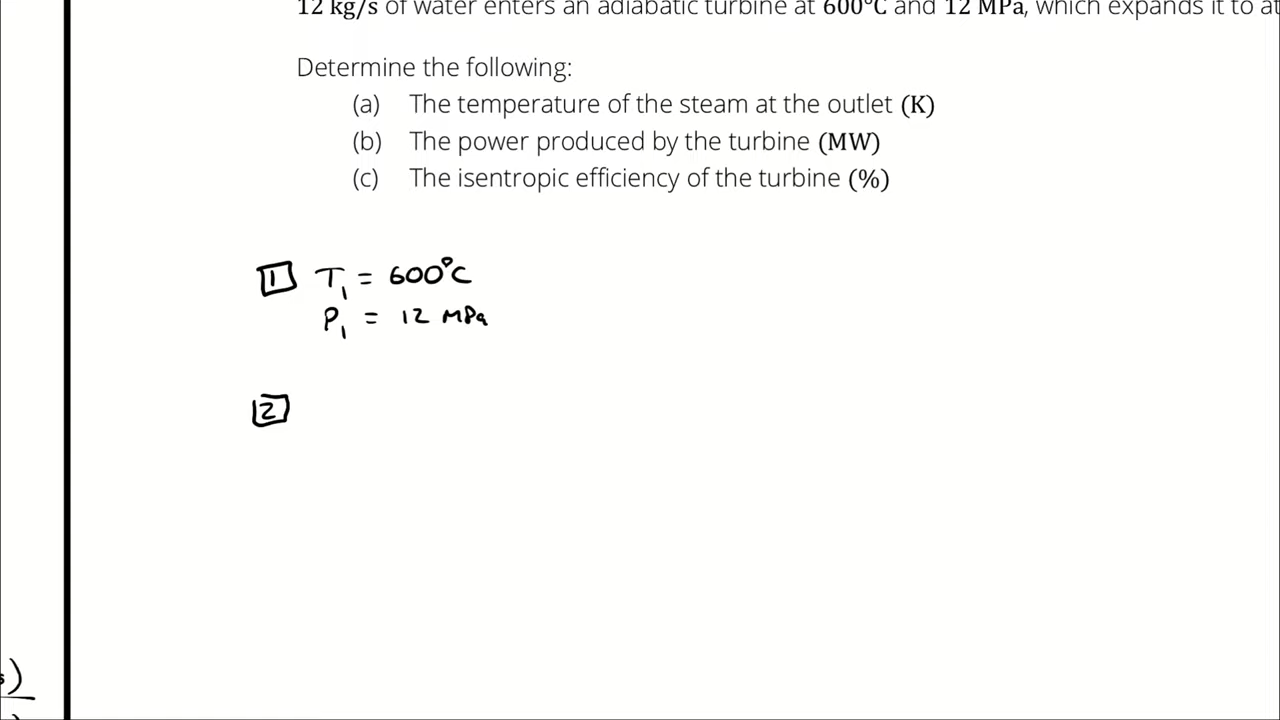 12 kg/s of water enters an adiabatic turbine at 600°C and 12 MPa, which expands it to
Determine the following:
(a) The temperature of the steam at the outlet (K)
(b) The power produced by the turbine (MW)
(c) The isentropic efficiency of the turbine (%)
1 T₁ = 600°C
P₁ = 12 MPa
2
s)